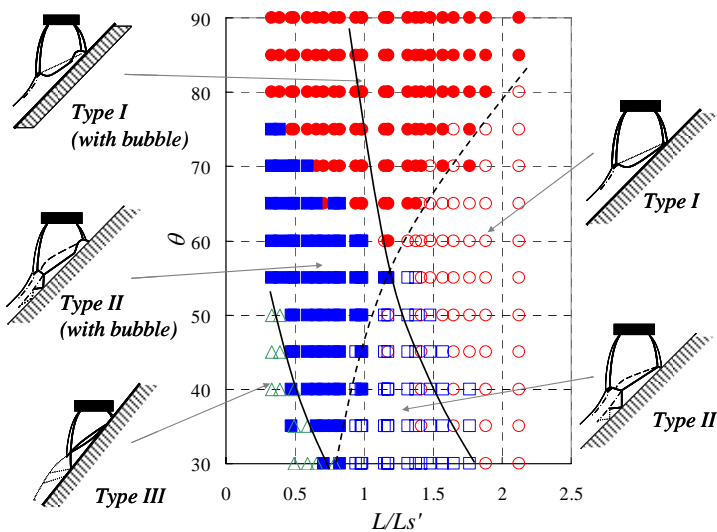 90
80
70
60
50
40
30
θ
0
0.5
1
1.5
2
2.5
L/Ls'
Type I
(with bubble)
Type II
(with bubble)
Type III
Type I
Type II